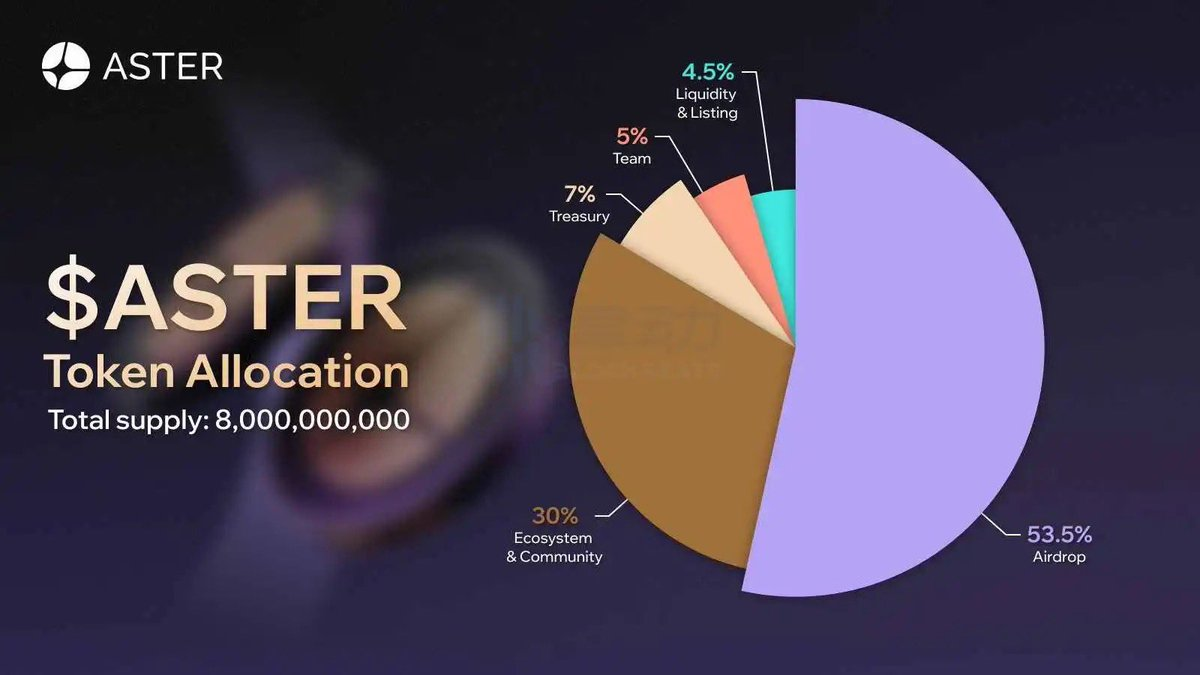 ASTER
$ASTER
Token Allocation
Total supply: 8,000,000,000
4.5%
Liquidity
& Listing
5%
Team
7%
Treasury
30%
Ecosystem
& Community
53.5%
Airdrop